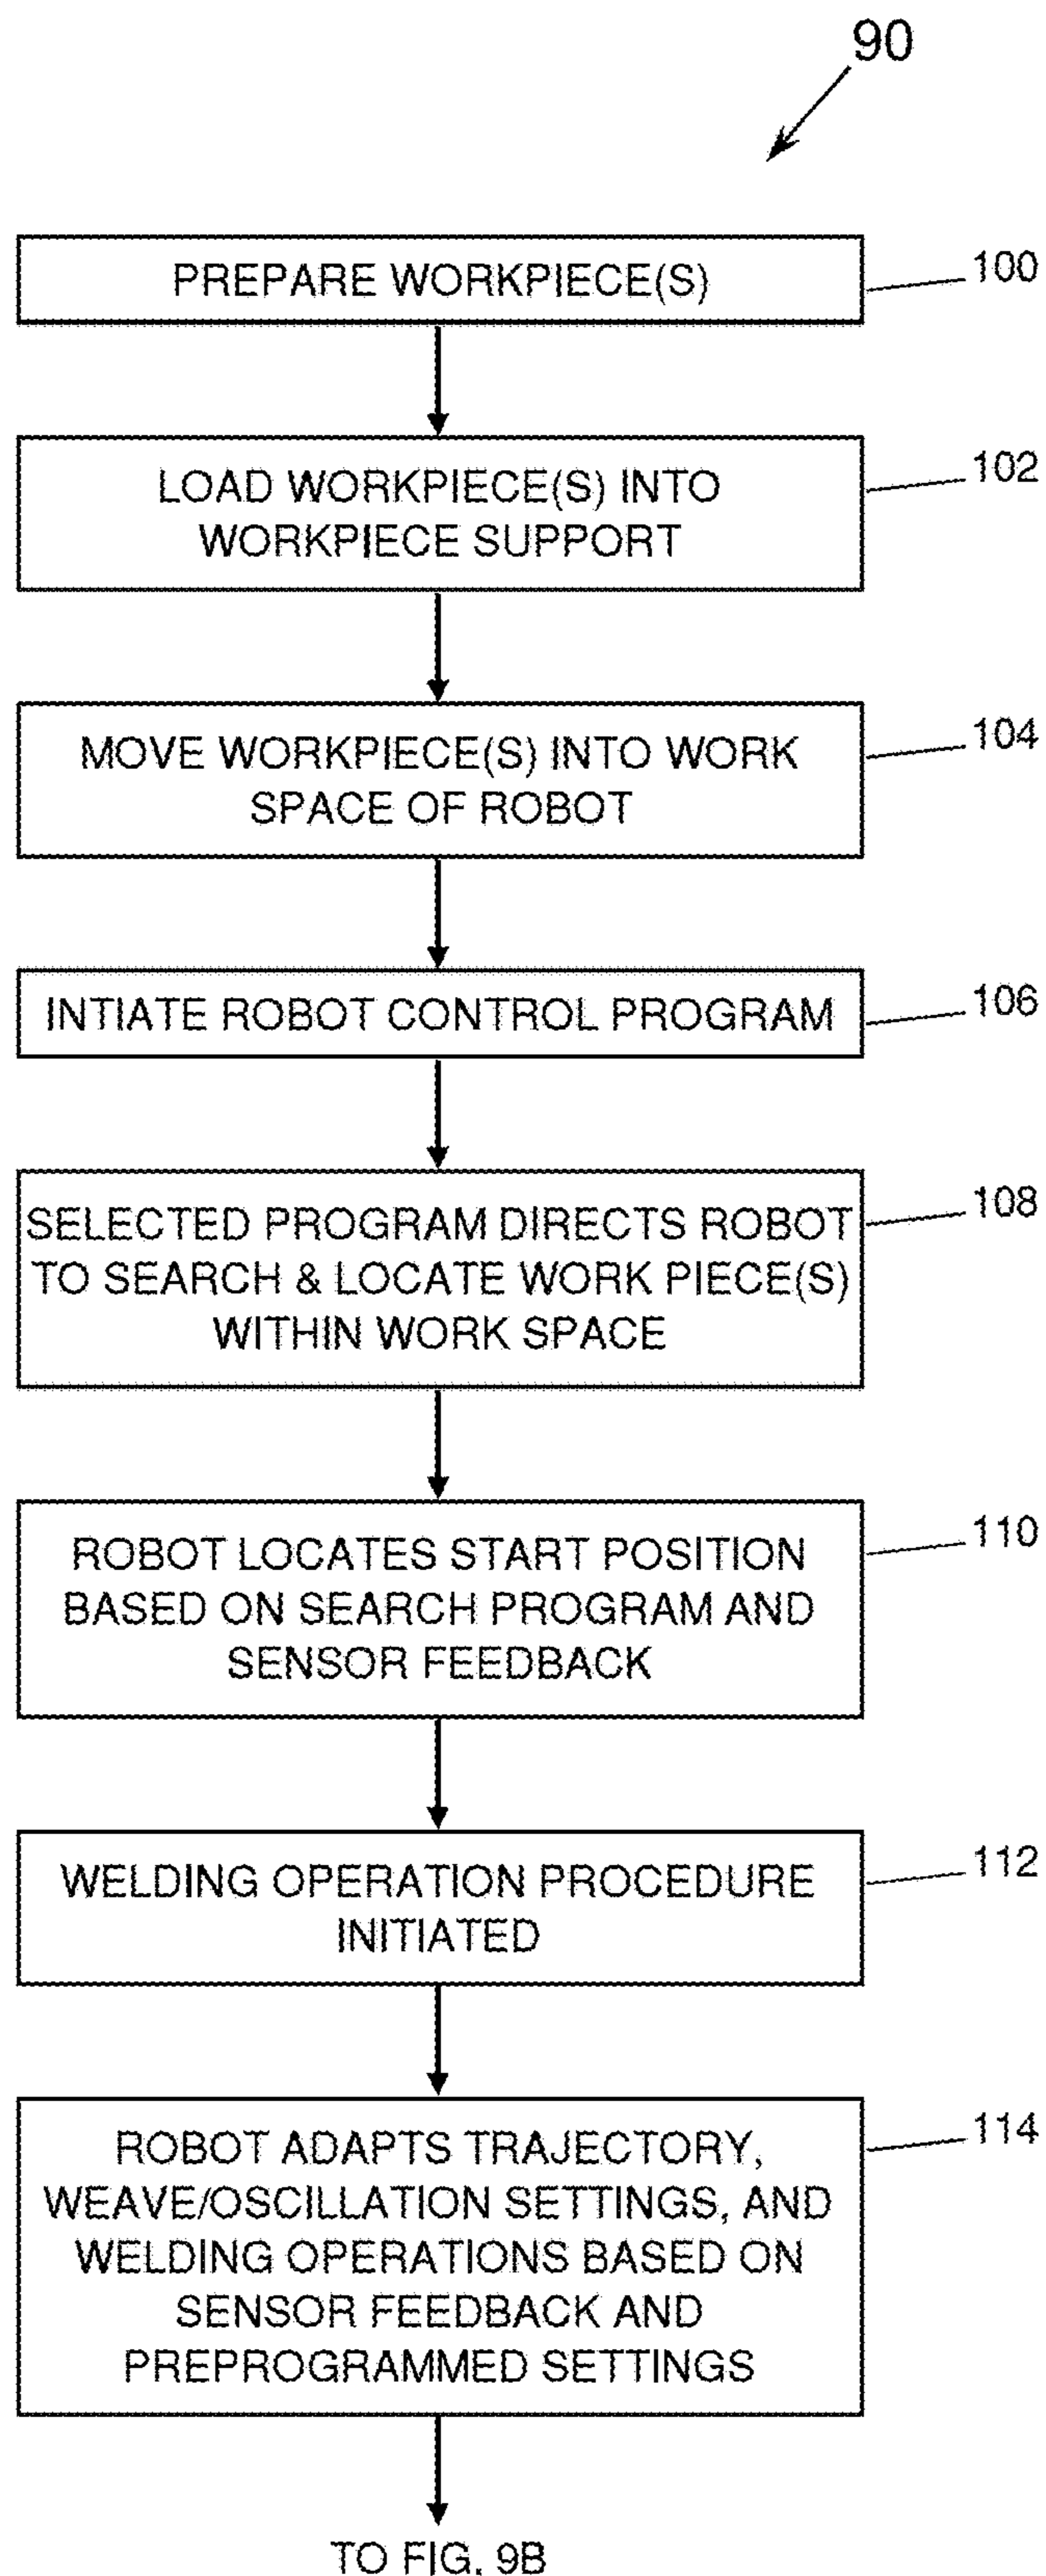 90
PREPARE WORKPIECE(S)
100
LOAD WORKPIECE(S) INTO
WORKPIECE SUPPORT
102
MOVE WORKPIECE(S) INTO WORK
SPACE OF ROBOT
104
INTIATE ROBOT CONTROL PROGRAM
106
SELECTED PROGRAM DIRECTS ROBOT
TO SEARCH & LOCATE WORK PIECE(S)
WITHIN WORK SPACE
108
ROBOT LOCATES START POSITION
BASED ON SEARCH PROGRAM AND
SENSOR FEEDBACK
110
WELDING OPERATION PROCEDURE
INITIATED
112
ROBOT ADAPTS TRAJECTORY,
WEAVE/OSCILLATION SETTINGS, AND
WELDING OPERATIONS BASED ON
SENSOR FEEDBACK AND
PREPROGRAMMED SETTINGS
114
TO FIG. 9B